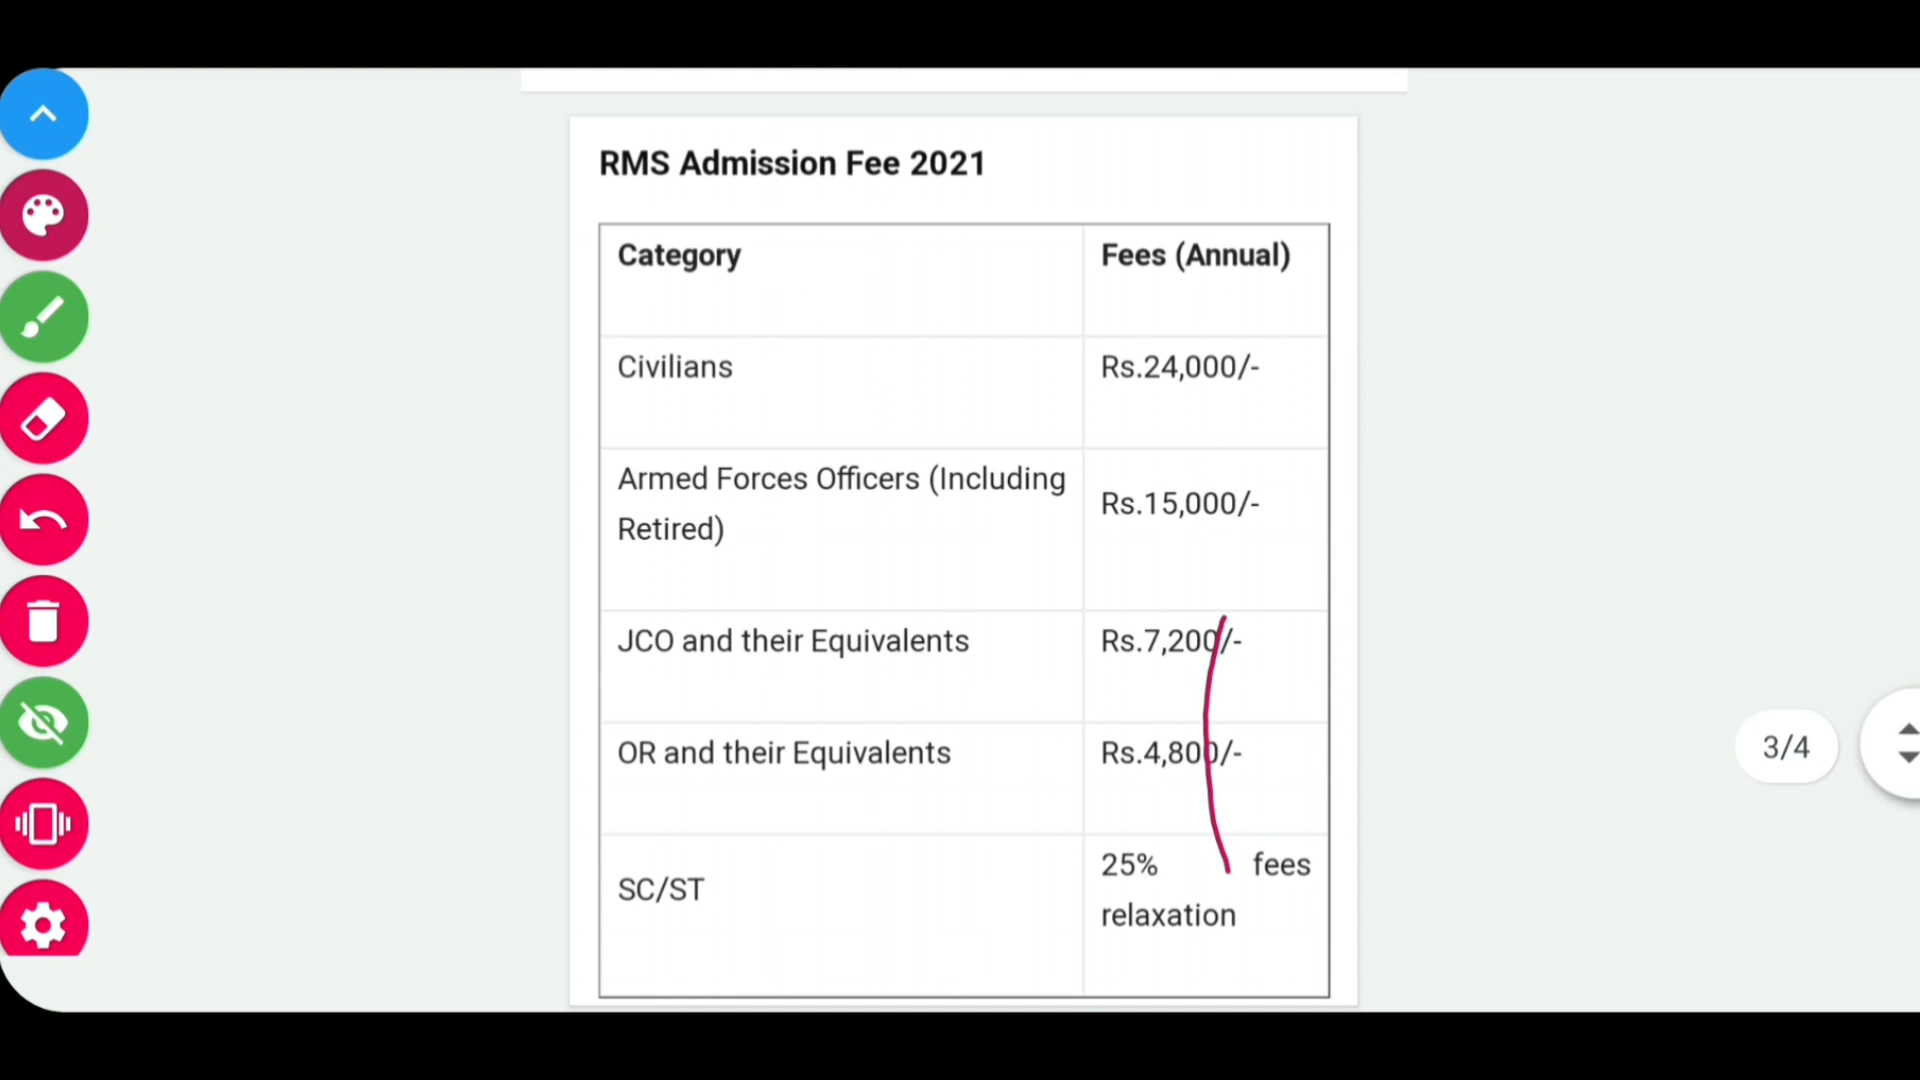 RMS Admission Fee 2021
Category Fees (Annual)
Civilians Rs.24,000/-
Armed Forces Officers (Including
Retired) Rs.15,000/-
JCO and their Equivalents Rs.7,200/-
OR and their Equivalents Rs.4,800/-
SC/ST 25% fees
relaxation
3/4